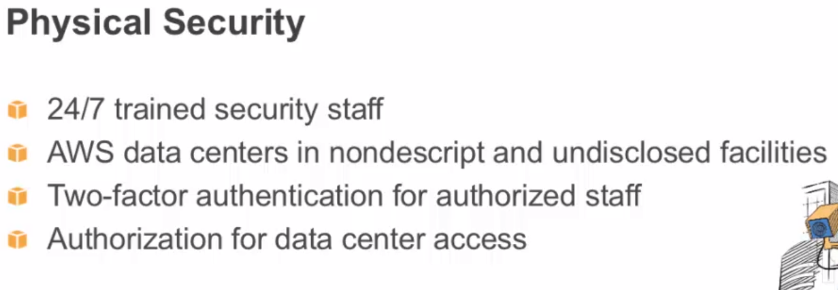 Physical Security
24/7 trained security staff
AWS data centers in nondescript and undisclosed facilities
Two-factor authentication for authorized staff
Authorization for data center access